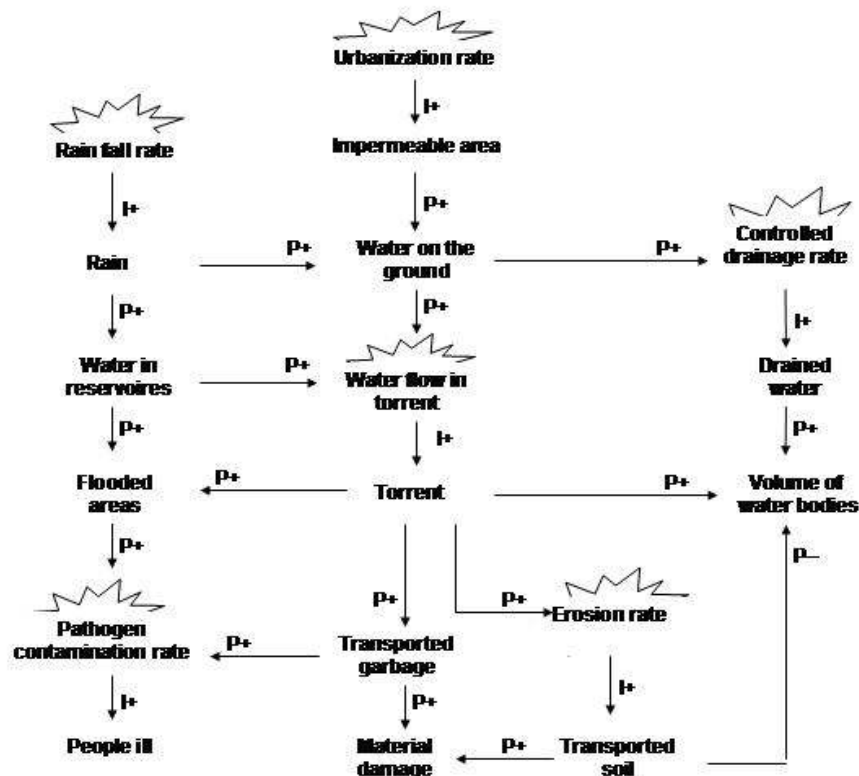 Urbanization rate
I+
Rain fall rate
Impermeable area
I+
P+
Controlled
drainage rate
Rain
P+
Water on the
ground
P+
P+
P+
I+
Water in
reservoires
P+
Water flow in
torrent
Drained
water
P+
I+
P+
Flooded
areas
P+
Torrent
P+
Volume of
water bodies
P+
P–
P+
P+
Erosion rate
Pathogen
contamination rate
P+
Transported
garbage
I+
P+
I+
People ill
Material
damage
P+
Transported
soil